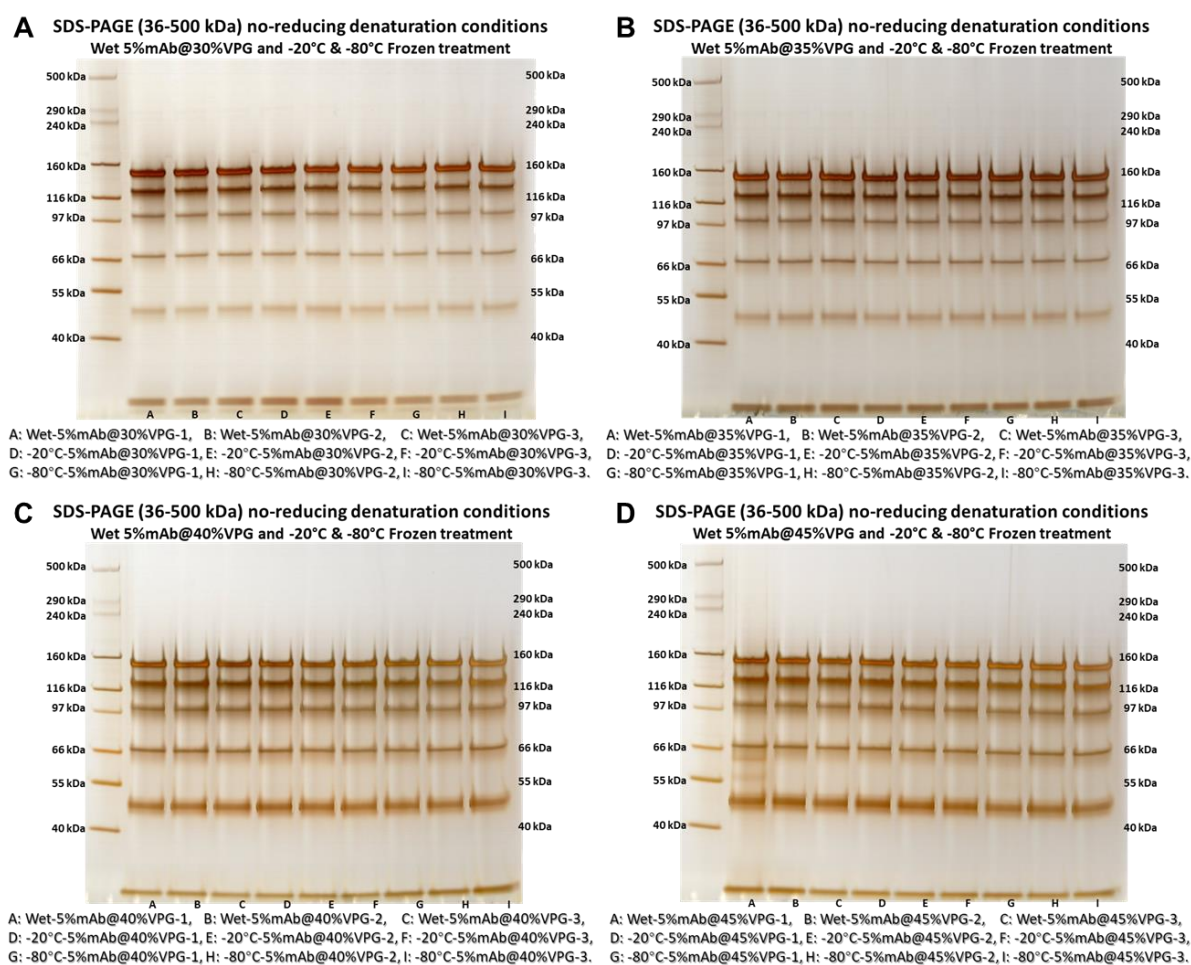 A SDS-PAGE (36-500 kDa) no-reducing denaturation conditions
Wet 5%mAb@30%VPG and -20°C & -80°C Frozen treatment
500 kDa 500 kDa
290 kDa 290 kDa
240 kDa 240 kDa
160 kDa 160 kDa
116 kDa 116 kDa
97 kDa 97 kDa
66 kDa 66 kDa
55 kDa 55 kDa
40 kDa 40 kDa
A B C D E F G H I
A: Wet-5%mAb@30%VPG-1, B: Wet-5%mAb@30%VPG-2, C: Wet-5%mAb@30%VPG-3,
D: -20°C-5%mAb@30%VPG-1, E: -20°C-5%mAb@30%VPG-2, F: -20°C-5%mAb@30%VPG-3,
G: -80°C-5%mAb@30%VPG-1, H: -80°C-5%mAb@30%VPG-2, I: -80°C-5%mAb@30%VPG-3.
B SDS-PAGE (36-500 kDa) no-reducing denaturation conditions
Wet 5%mAb@35%VPG and -20°C & -80°C Frozen treatment
500 kDa 500 kDa
290 kDa 290 kDa
240 kDa 240 kDa
160 kDa 160 kDa
116 kDa 116 kDa
97 kDa 97 kDa
66 kDa 66 kDa
55 kDa 55 kDa
40 kDa 40 kDa
A B C D E F G H I
A: Wet-5%mAb@35%VPG-1, B: Wet-5%mAb@35%VPG-2, C: Wet-5%mAb@35%VPG-3,
D: -20°C-5%mAb@35%VPG-1, E: -20°C-5%mAb@35%VPG-2, F: -20°C-5%mAb@35%VPG-3,
G: -80°C-5%mAb@35%VPG-1, H: -80°C-5%mAb@35%VPG-2, I: -80°C-5%mAb@35%VPG-3.
C SDS-PAGE (36-500 kDa) no-reducing denaturation conditions
Wet 5%mAb@40%VPG and -20°C & -80°C Frozen treatment
500 kDa 500 kDa
290 kDa 290 kDa
240 kDa 240 kDa
160 kDa 160 kDa
116 kDa 116 kDa
97 kDa 97 kDa
66 kDa 66 kDa
55 kDa 55 kDa
40 kDa 40 kDa
A B C D E F G H I
A: Wet-5%mAb@40%VPG-1, B: Wet-5%mAb@40%VPG-2, C: Wet-5%mAb@40%VPG-3,
D: -20°C-5%mAb@40%VPG-1, E: -20°C-5%mAb@40%VPG-2, F: -20°C-5%mAb@40%VPG-3,
G: -80°C-5%mAb@40%VPG-1, H: -80°C-5%mAb@40%VPG-2, I: -80°C-5%mAb@40%VPG-3.
D SDS-PAGE (36-500 kDa) no-reducing denaturation conditions
Wet 5%mAb@45%VPG and -20°C & -80°C Frozen treatment
500 kDa 500 kDa
290 kDa 290 kDa
240 kDa 240 kDa
160 kDa 160 kDa
116 kDa 116 kDa
97 kDa 97 kDa
66 kDa 66 kDa
55 kDa 55 kDa
40 kDa 40 kDa
A B C D E F G H I
A: Wet-5%mAb@45%VPG-1, B: Wet-5%mAb@45%VPG-2, C: Wet-5%mAb@45%VPG-3,
D: -20°C-5%mAb@45%VPG-1, E: -20°C-5%mAb@45%VPG-2, F: -20°C-5%mAb@45%VPG-3,
G: -80°C-5%mAb@45%VPG-1, H: -80°C-5%mAb@45%VPG-2, I: -80°C-5%mAb@45%VPG-3.